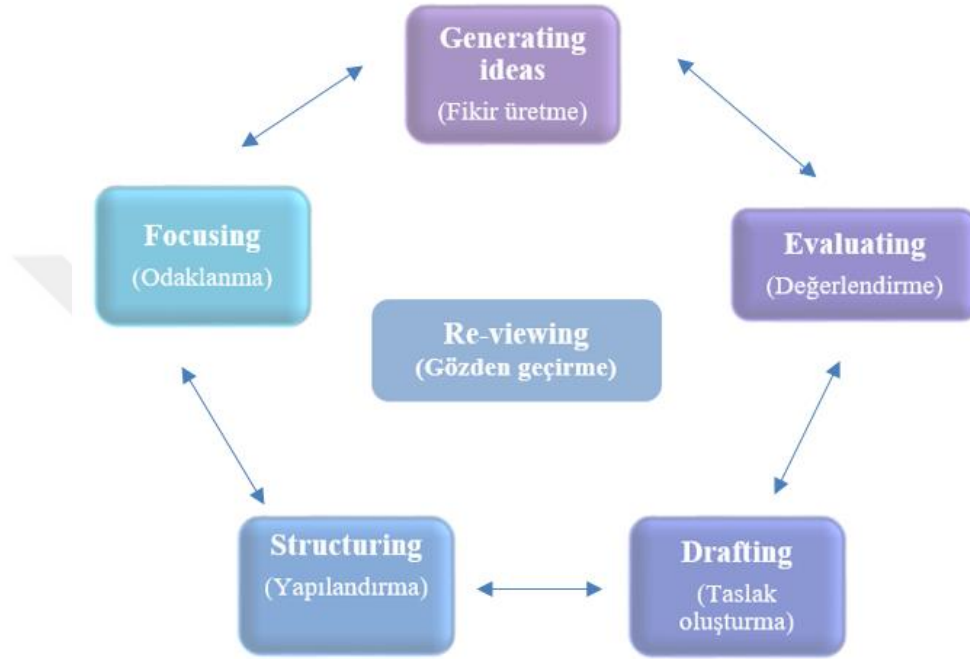 Generating
ideas
(Fikir üretme)
Focusing
(Odaklanma)
Evaluating
(Değerlendirme)
Re-viewing
(Gözden geçirme)
Structuring
(Yapılandırma)
Drafting
(Taslak
oluşturma)